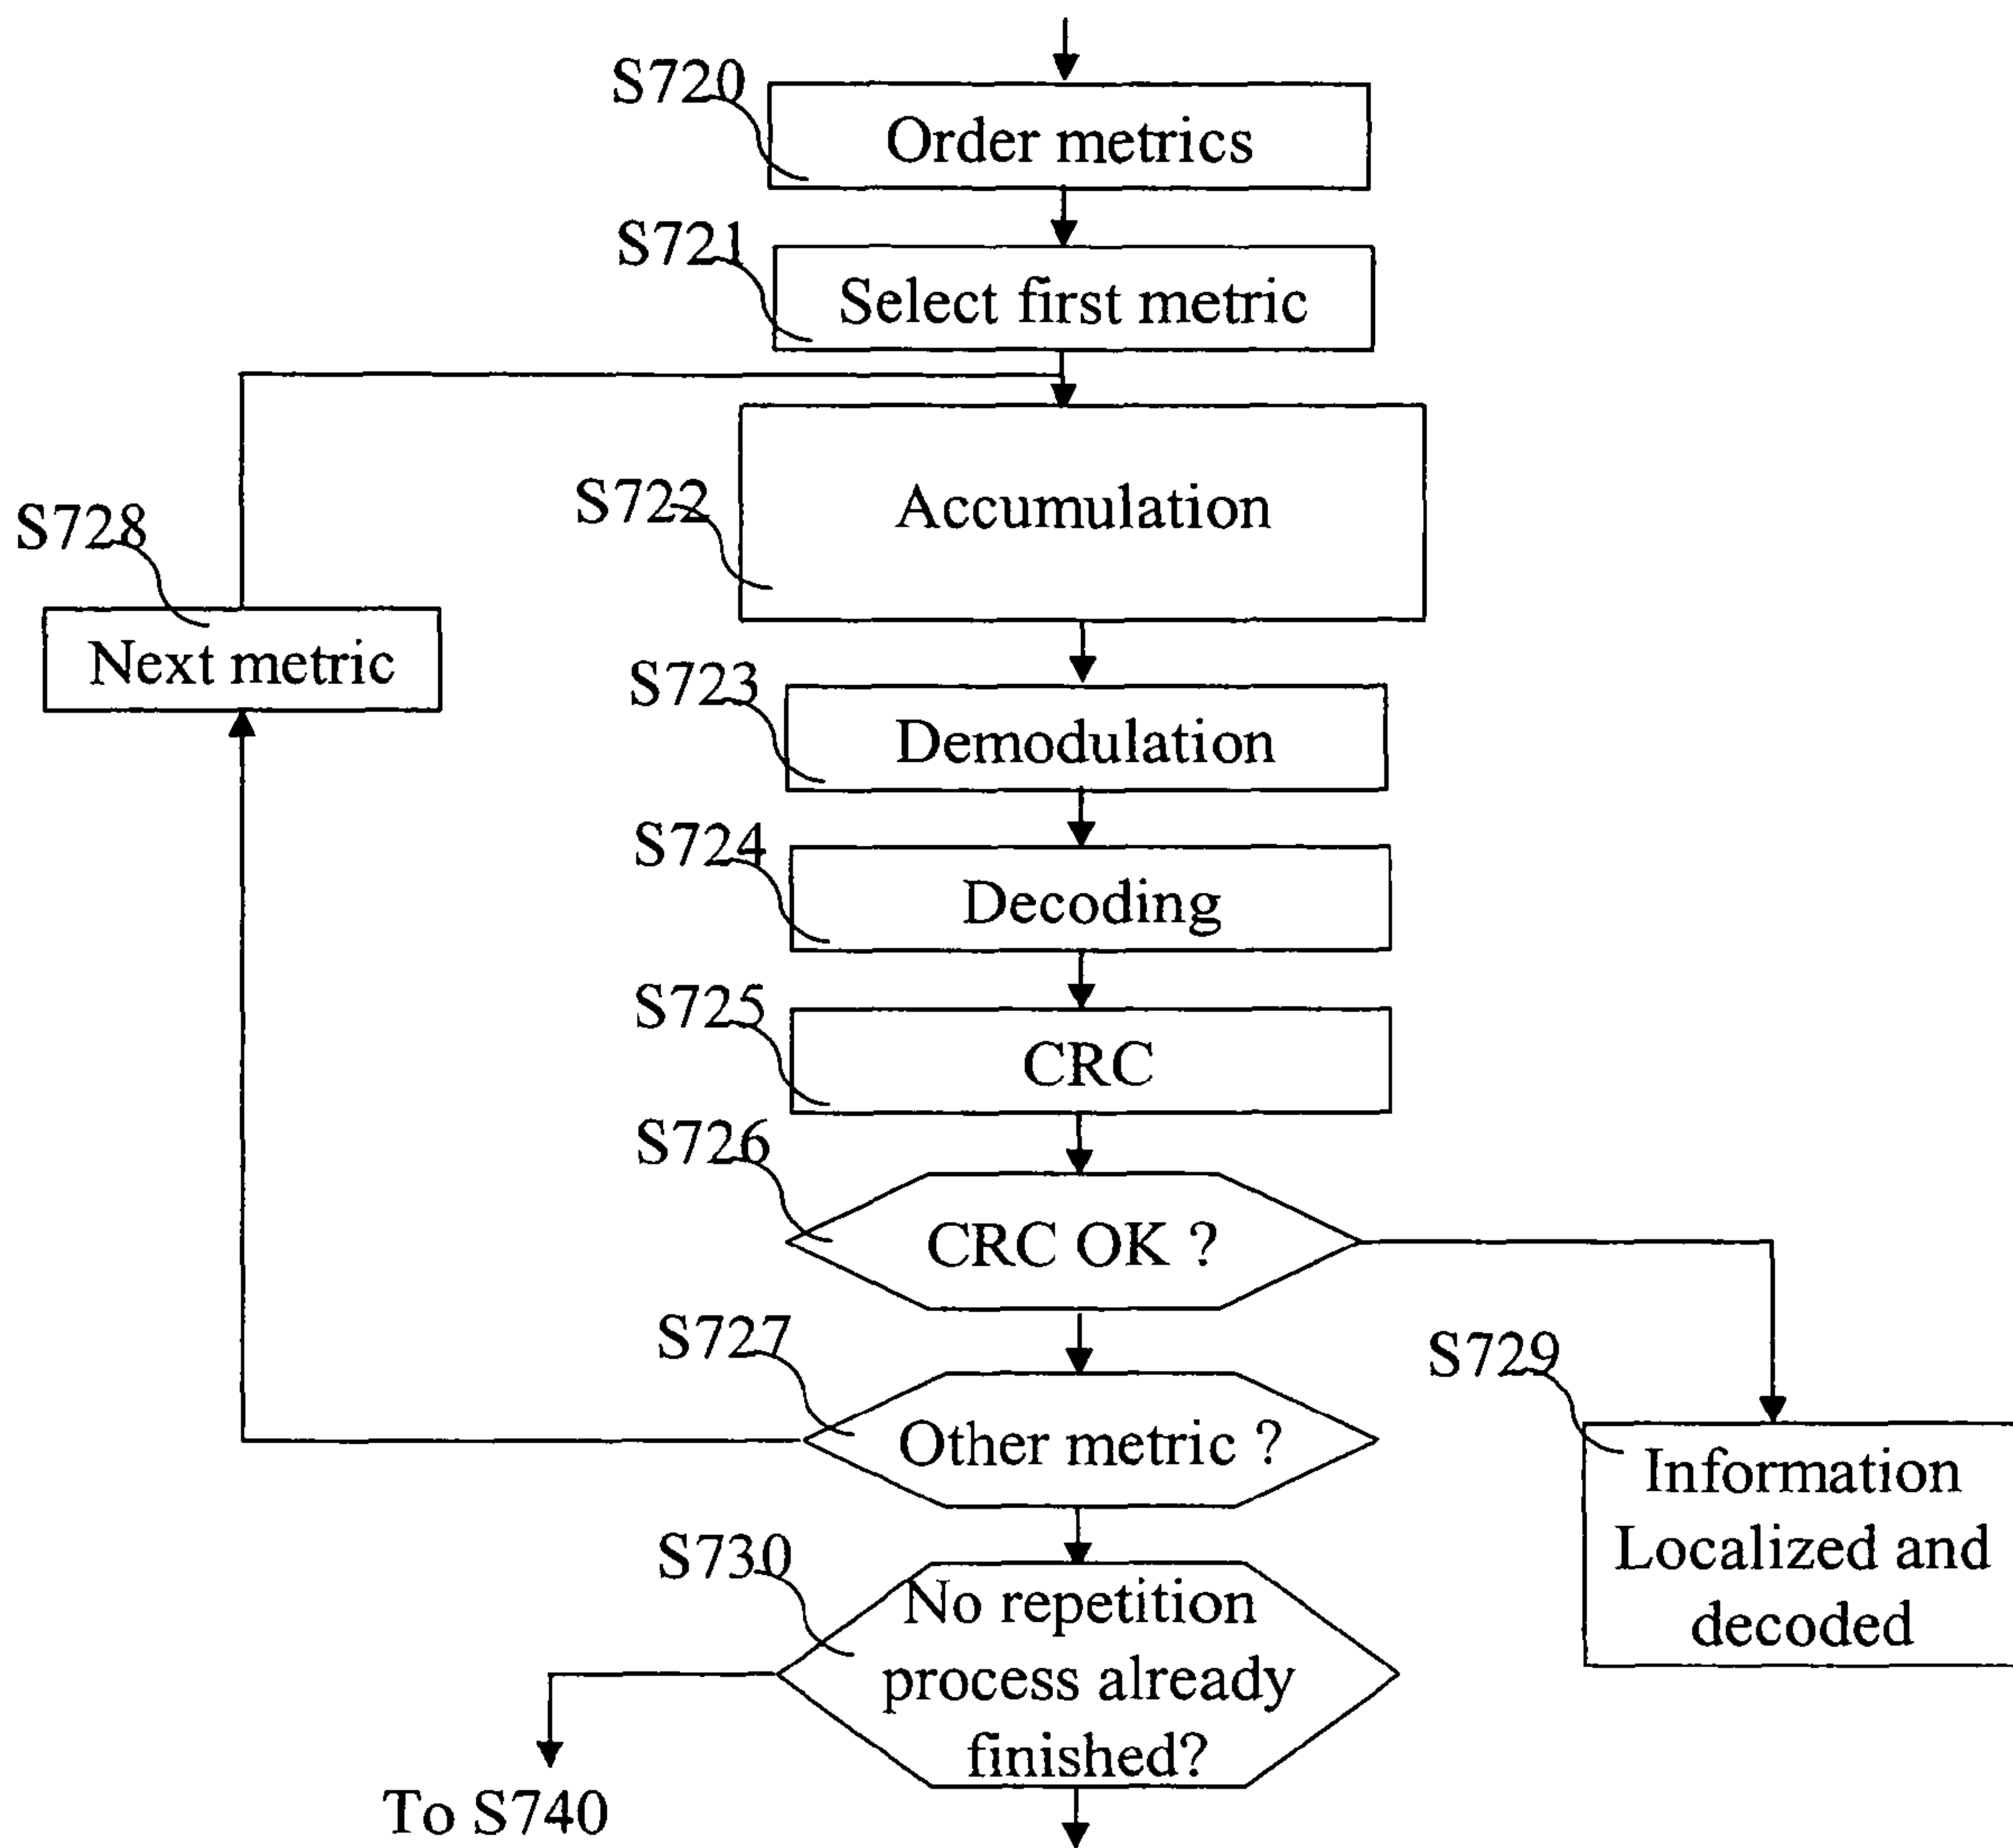 S720
Order metrics
S721
Select first metric
S722
Accumulation
S728
Next metric
S723
Demodulation
S724
Decoding
S725
CRC
S726
CRC OK ?
S727
Other metric ?
S729
Information
Localized and
decoded
S730
No repetition
process already
finished?
To S740